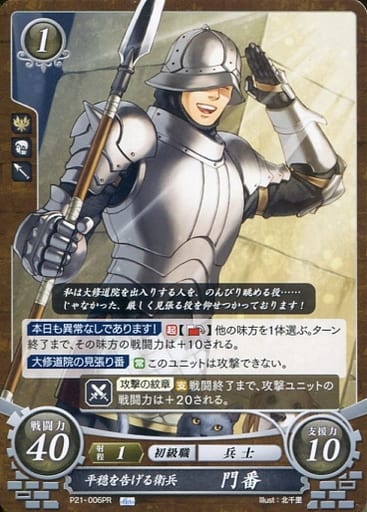 1
私は大修道院を出入りする人を、のんびり眺める役……
じゃなかった、厳しく見張る役を仰せつかっております！
本日も異常なしであります！ 起【　】他の味方を1体選ぶ。ターン
終了まで、その味方の戦闘力は＋10される。
大修道院の見張り番 常 このユニットは攻撃できない。
攻撃の紋章 支 戦闘終了まで、攻撃ユニットの
戦闘力は＋20される。
戦闘力
40
射程 1 初級職 兵士
支援力
10
平穏を告げる衛兵 門番
P21-006PR
Illust：北千里